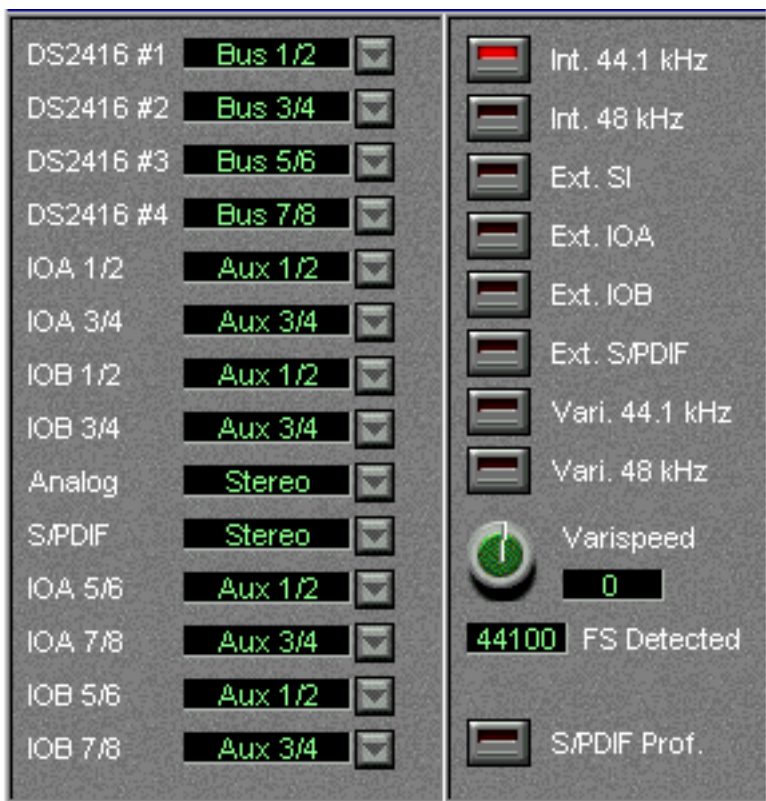 DS2416 #1 Bus 1/2
DS2416 #2 Bus 3/4
DS2416 #3 Bus 5/6
DS2416 #4 Bus 7/8
IOA 1/2 Aux 1/2
IOA 3/4 Aux 3/4
IOB 1/2 Aux 1/2
IOB 3/4 Aux 3/4
Analog Stereo
S/PDIF Stereo
IOA 5/6 Aux 1/2
IOA 7/8 Aux 3/4
IOB 5/6 Aux 1/2
IOB 7/8 Aux 3/4
Int. 44.1 kHz
Int. 48 kHz
Ext. SI
Ext. IOA
Ext. IOB
Ext. S/PDIF
Vari. 44.1 kHz
Vari. 48 kHz
Varispeed
0
44100 FS Detected
S/PDIF Prof.